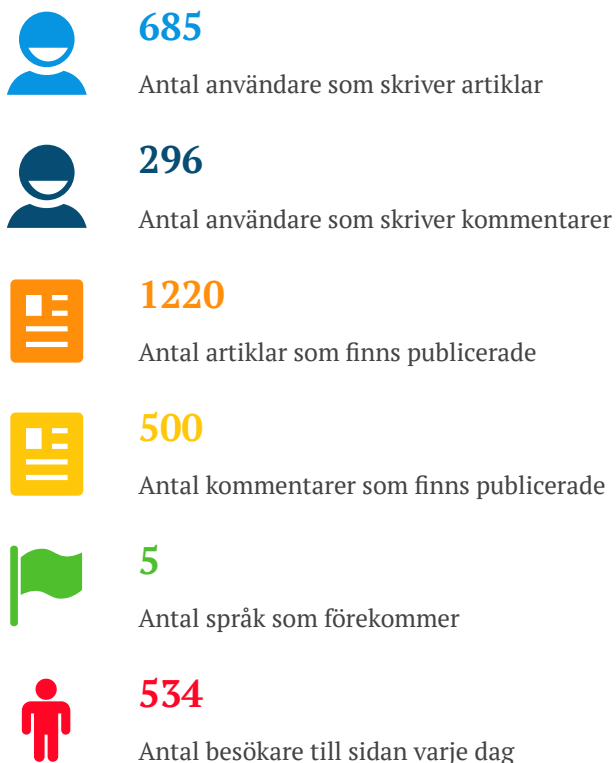 685
Antal användare som skriver artiklar
296
Antal användare som skriver kommentarer
1220
Antal artiklar som finns publicerade
500
Antal kommentarer som finns publicerade
5
Antal språk som förekommer
534
Antal besökare till sidan varje dag